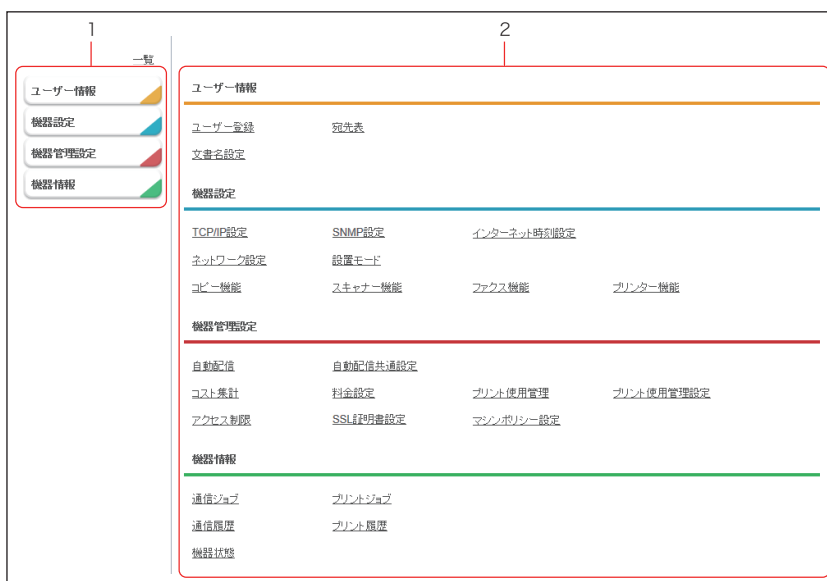 1
2
一覧
ユーザー情報
機器設定
機器管理設定
機器情報
ユーザー情報
ユーザー登録 宛先表
文書名設定
機器設定
TCP/IP設定 SNMP設定 インターネット時刻設定
ネットワーク設定 設置モード
コピー機能 スキャナー機能 ファクス機能 プリンター機能
機器管理設定
自動配信 自動配信共通設定
コスト集計 料金設定 プリント使用管理 プリント使用管理設定
アクセス制限 SSL証明書設定 マシンポリシー設定
機器情報
通信ジョブ プリントジョブ
通信履歴 プリント履歴
機器状態